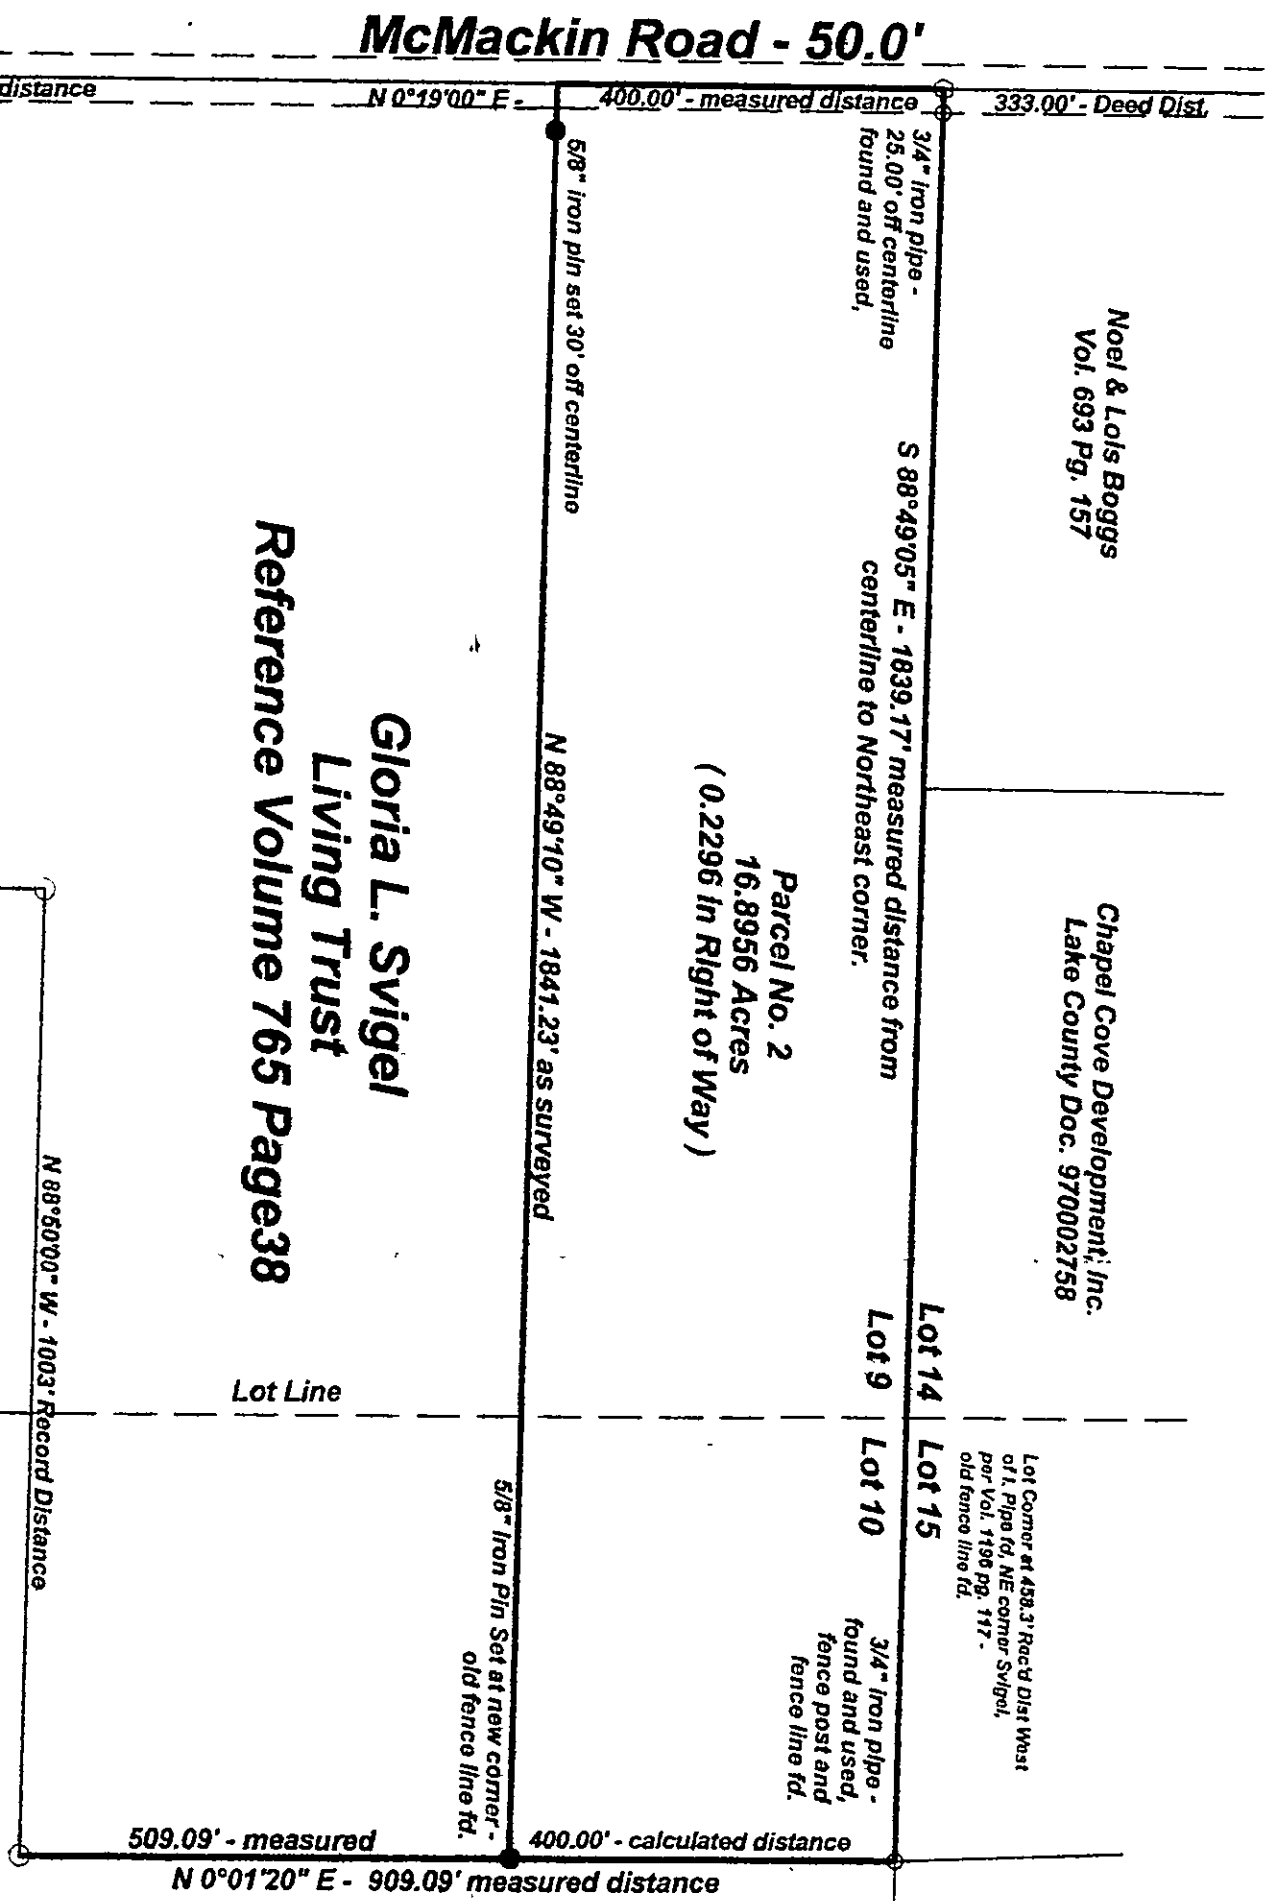 McMackin Road - 50.0'
distance
N 0°19'00" E -
400.00' - measured distance
333.00' - Deed Dist.
3/4" iron pipe -
25.00' off centerline
found and used,
5/8" iron pin set 30' off centerline
Noel & Lois Boggs
Vol. 693 Pg. 157
S 88°49'05" E - 1839.17' measured distance from
centerline to Northeast corner.
Chapel Cove Development, Inc.
Lake County Doc. 970002758
Parcel No. 2
16.8956 Acres
( 0.2296 in Right of Way )
N 88°49'10" W - 1841.23' as surveyed
Gloria L. Svigel
Living Trust
Reference Volume 765 Page38
Lot 14
Lot 9
Lot 15
Lot 10
Lot Line
Lot Corner at 458.3' Rec'd Dist West
of I. Pipe fd, NE corner Svigel,
per Vol. 1196 pg. 117 -
old fence line fd.
3/4" iron pipe -
found and used,
fence post and
fence line fd.
5/8" Iron Pin Set at new corner -
old fence line fd.
N 88°50'00" W - 1003' Record Distance
509.09' - measured
400.00' - calculated distance
N 0°01'20" E - 909.09' measured distance